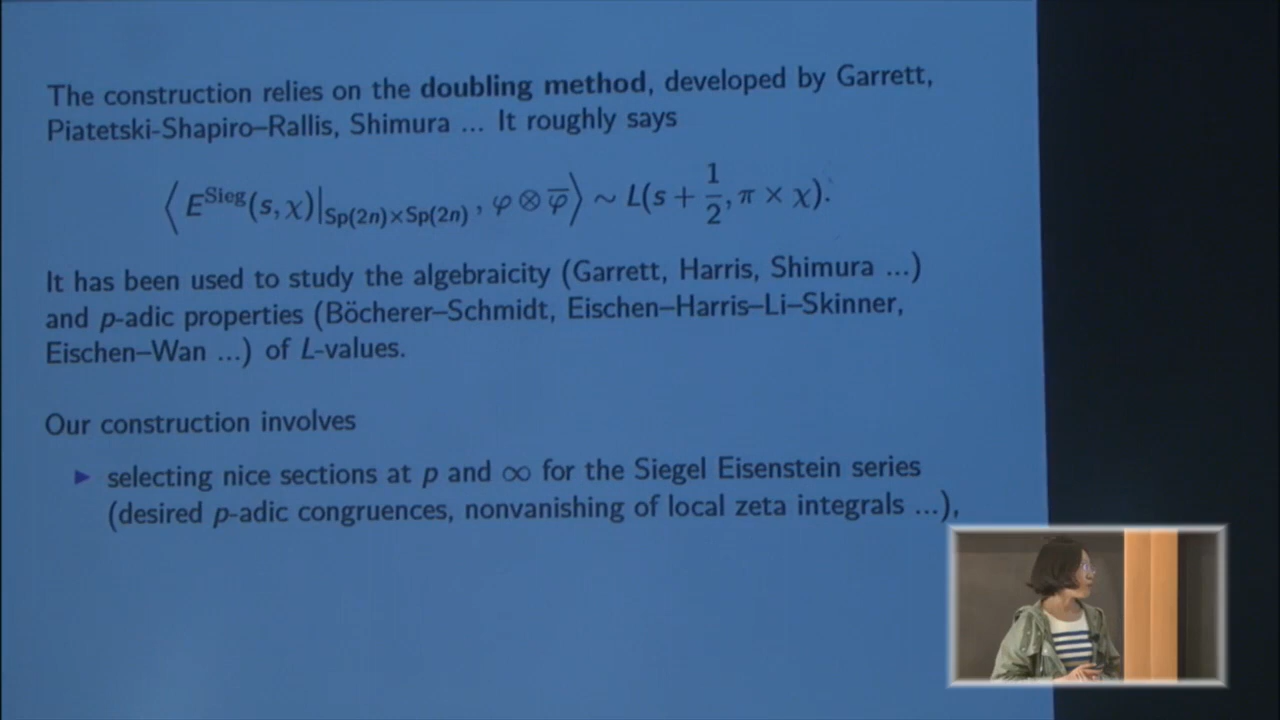 The construction relies on the doubling method, developed by Garrett,
Piatetski-Shapiro–Rallis, Shimura ... It roughly says
⟨ E^Sieg(s, χ)|_Sp(2n)×Sp(2n) , φ ⊗ φ̅ ⟩ ∼ L(s + 1/2, π × χ).
It has been used to study the algebraicity (Garrett, Harris, Shimura ...)
and p-adic properties (Böcherer–Schmidt, Eischen–Harris–Li–Skinner,
Eischen–Wan ...) of L-values.
Our construction involves
▶ selecting nice sections at p and ∞ for the Siegel Eisenstein series
(desired p-adic congruences, nonvanishing of local zeta integrals ...),